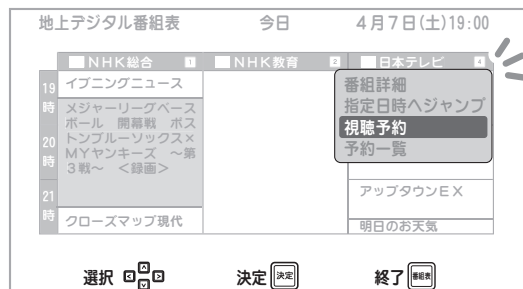 地上デジタル番組表 今日 4月7日(土)19:00
NHK総合 1 NHK教育 2 日本テレビ 4
19時 イブニングニュース
メジャーリーグベース
ボール 開幕戦 ボス
20時 トンブルーソックス×
MYヤンキーズ ~第
3戦~ <録画>
番組詳細
指定日時へジャンプ
視聴予約
予約一覧
21時 アップタウンEX
クローズマップ現代 明日のお天気
選択 決定 決定 終了 番組表